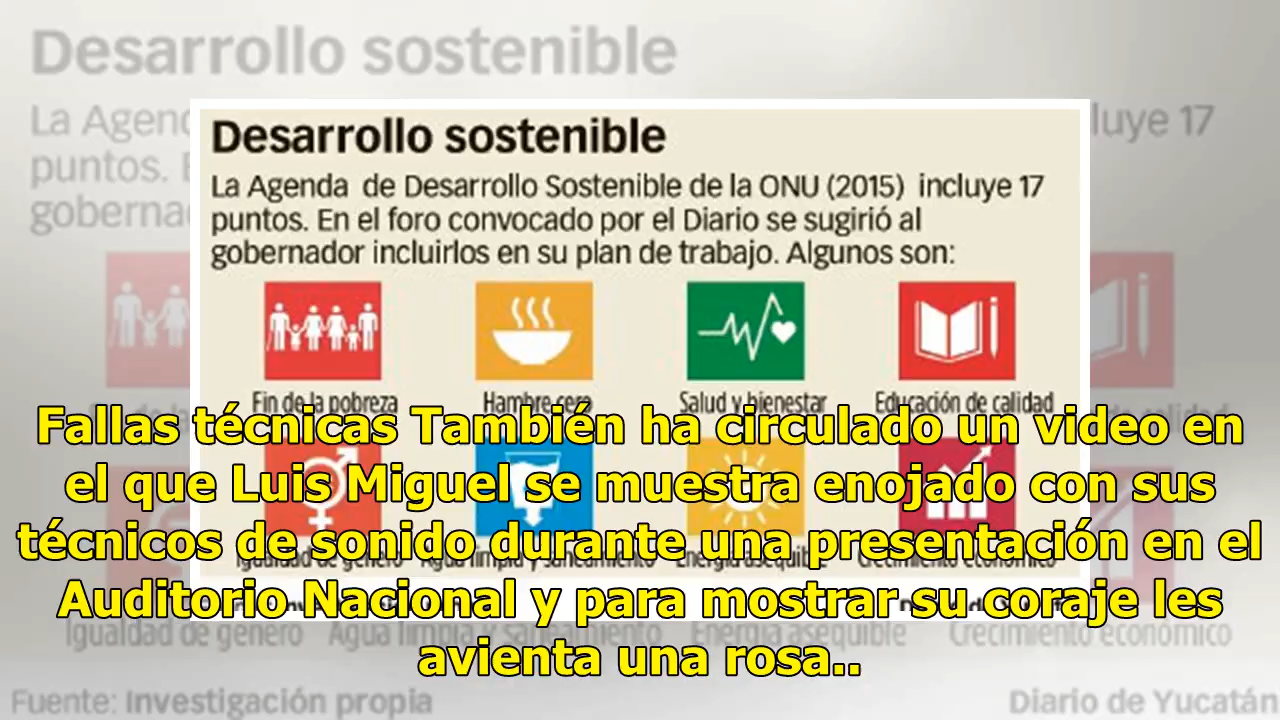 Desarrollo sostenible
La Agenda de Desarrollo Sostenible de la ONU (2015) incluye 17
puntos. En el foro convocado por el Diario se sugirió al
gobernador incluirlos en su plan de trabajo. Algunos son:
Fin de la pobreza Hambre cero Salud y bienestar Educación de calidad
Fallas técnicas También ha circulado un video en
el que Luis Miguel se muestra enojado con sus
técnicos de sonido durante una presentación en el
Auditorio Nacional y para mostrar su coraje les
avienta una rosa..
Igualdad de género Agua limpia y saneamiento Energía asequible Crecimiento económico
Fuente: Investigación propia Diario de Yucatán